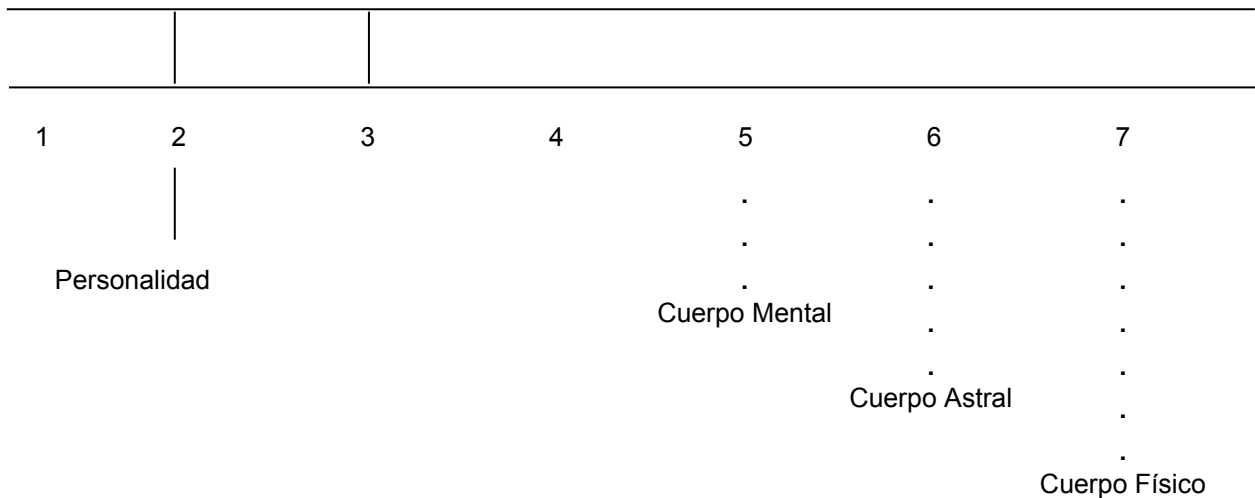 1 2 3 4 5 6 7
Personalidad
Cuerpo Mental
Cuerpo Astral
Cuerpo Físico